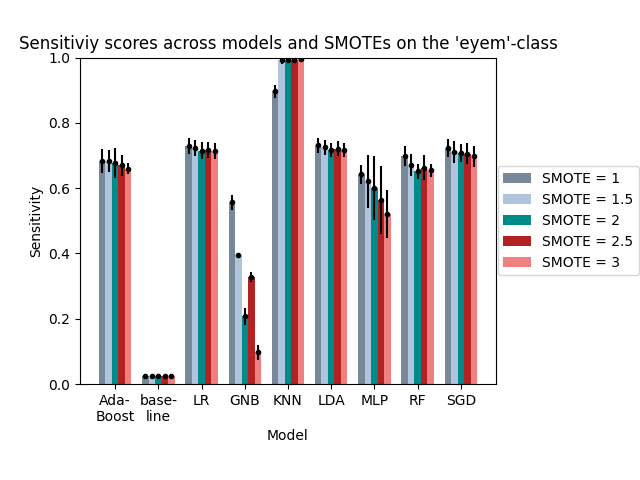 Sensitiviy scores across models and SMOTEs on the 'eyem'-class
1.0
0.8
0.6
0.4
0.2
0.0
Sensitivity
Ada-
Boost
base-
line
LR
GNB
KNN
LDA
MLP
RF
SGD
Model
SMOTE = 1
SMOTE = 1.5
SMOTE = 2
SMOTE = 2.5
SMOTE = 3